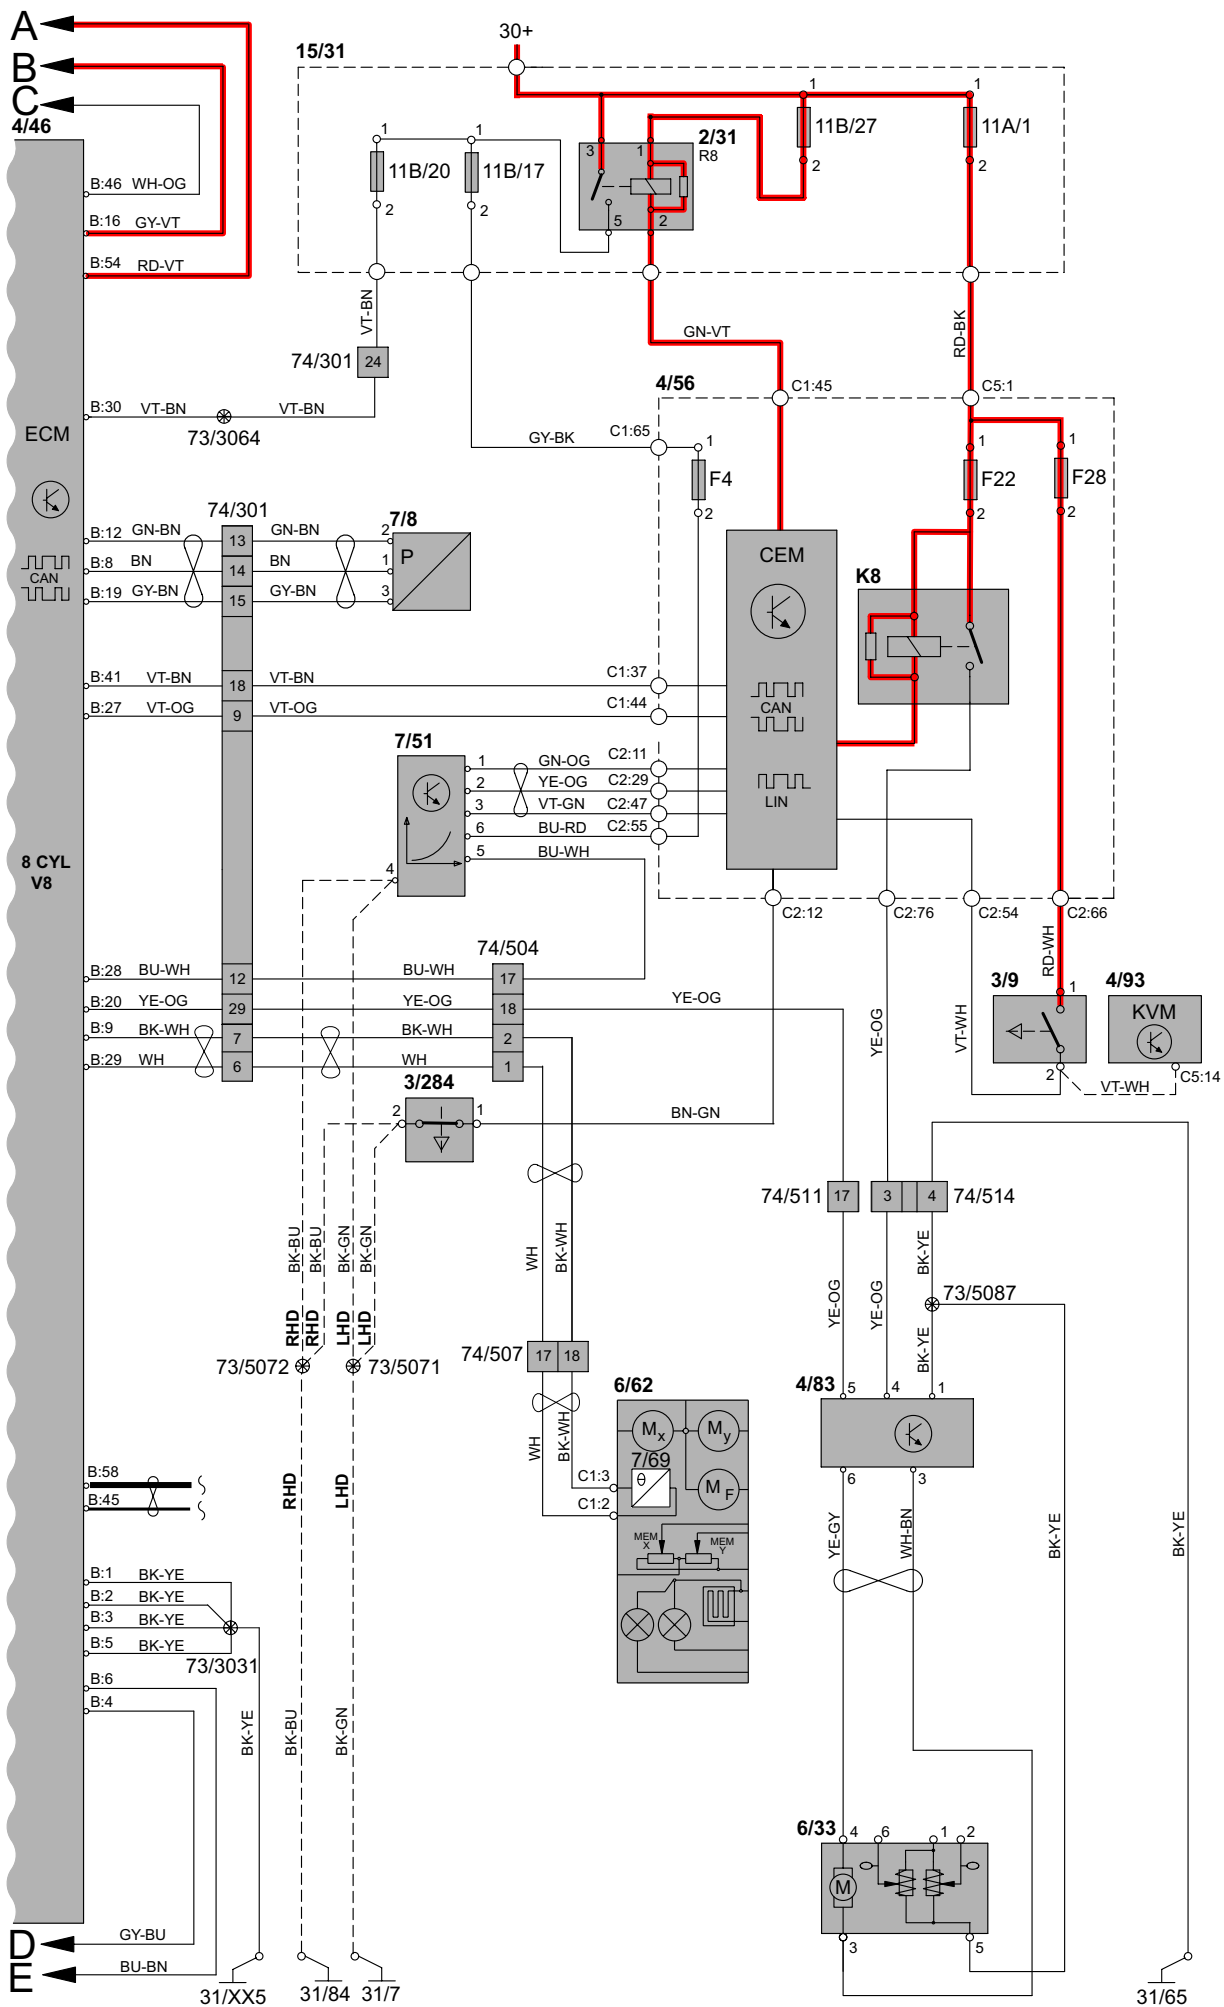 A
30+
15/31
B
C
4/46
1
1
1
1
3
1
2/31
R8
11B/27
11A/1
11B/20
11B/17
2
2
B:46 WH-OG
2
2
5
2
B:16 GY-VT
B:54 RD-VT
VT-BN
GN-VT
RD-BK
74/301
24
4/56
C1:45
C5:1
B:30 VT-BN
VT-BN
73/3064
ECM
GY-BK
C1:65
1
1
1
F4
F22
F28
2
2
2
74/301
7/8
B:12 GN-BN
13
GN-BN
2
B:8 BN
14
BN
1
B:19 GY-BN
15
GY-BN
3
P
CAN
CEM
K8
B:41 VT-BN
18
VT-BN
C1:37
B:27 VT-OG
9
VT-OG
C1:44
CAN
7/51
1
GN-OG
C2:11
2
YE-OG
C2:29
3
VT-GN
C2:47
6
BU-RD
C2:55
5
BU-WH
4
LIN
8 CYL
V8
C2:12
C2:76
C2:54
C2:66
74/504
B:28 BU-WH
12
BU-WH
17
B:20 YE-OG
29
YE-OG
18
YE-OG
B:9 BK-WH
7
BK-WH
2
B:29 WH
6
WH
1
YE-OG
VT-WH
RD-WH
3/9
1
4/93
KVM
2
VT-WH
C5:14
3/284
2
1
BN-GN
74/511
17
3
4
74/514
BK-BU
BK-BU
BK-GN
BK-GN
WH
BK-WH
YE-OG
YE-OG
BK-YE
73/5087
BK-YE
RHD
RHD
LHD
LHD
73/5072
73/5071
74/507
17
18
6/62
4/83
5
4
1
WH
BK-WH
Mx
My
7/69
θ
MF
C1:3
C1:2
6
3
B:58
B:45
RHD
LHD
MEM
X
MEM
Y
YE-GY
WH-BN
BK-YE
BK-YE
B:1 BK-YE
B:2 BK-YE
B:3 BK-YE
B:5 BK-YE
73/3031
B:6
B:4
BK-YE
BK-BU
BK-GN
6/33
4
6
1
2
M
3
5
D
GY-BU
E
BU-BN
31/XX5
31/84
31/7
31/65